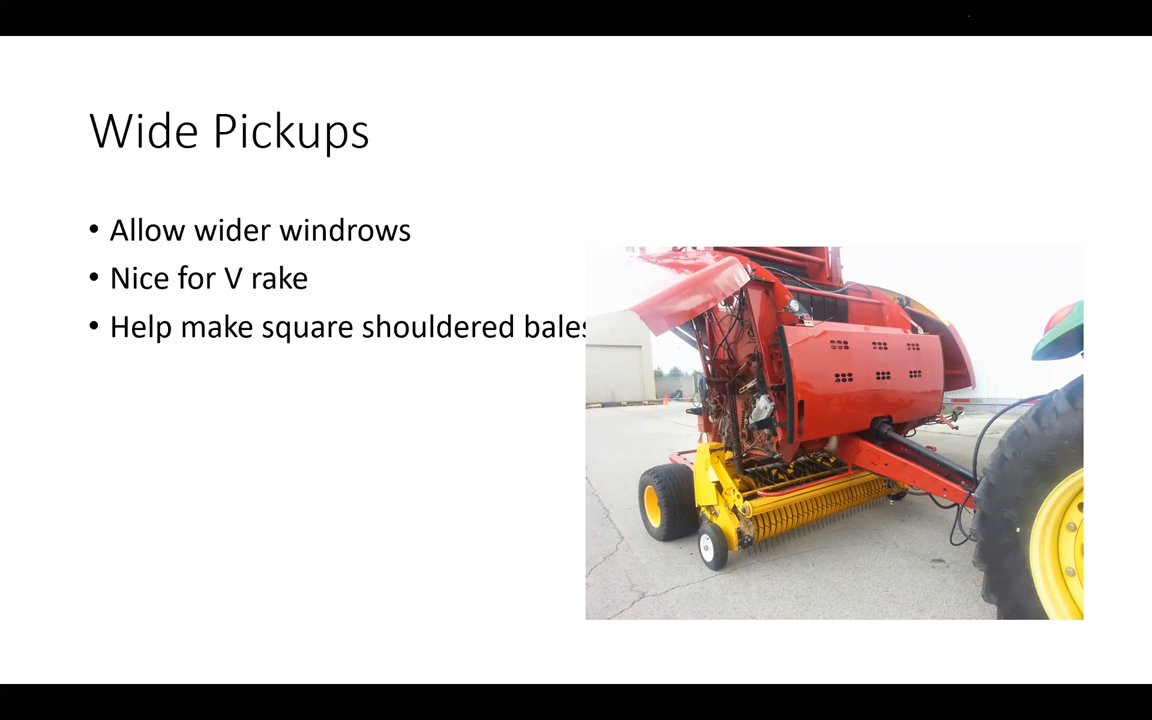 Wide Pickups
• Allow wider windrows
• Nice for V rake
• Help make square shouldered bales